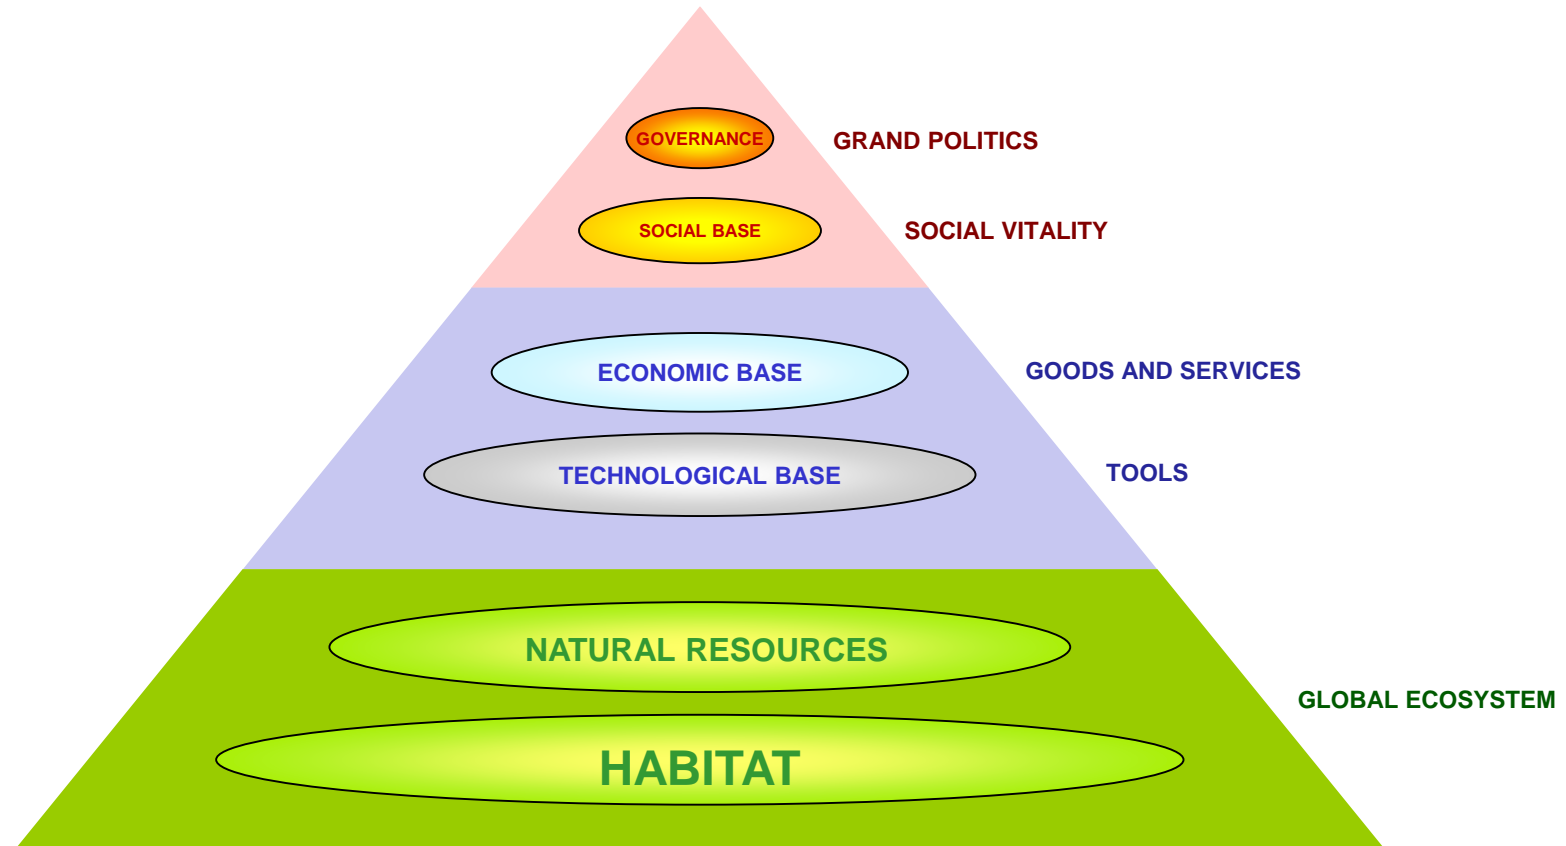 GOVERNANCE
GRAND POLITICS
SOCIAL BASE
SOCIAL VITALITY
ECONOMIC BASE
GOODS AND SERVICES
TECHNOLOGICAL BASE
TOOLS
NATURAL RESOURCES
GLOBAL ECOSYSTEM
HABITAT